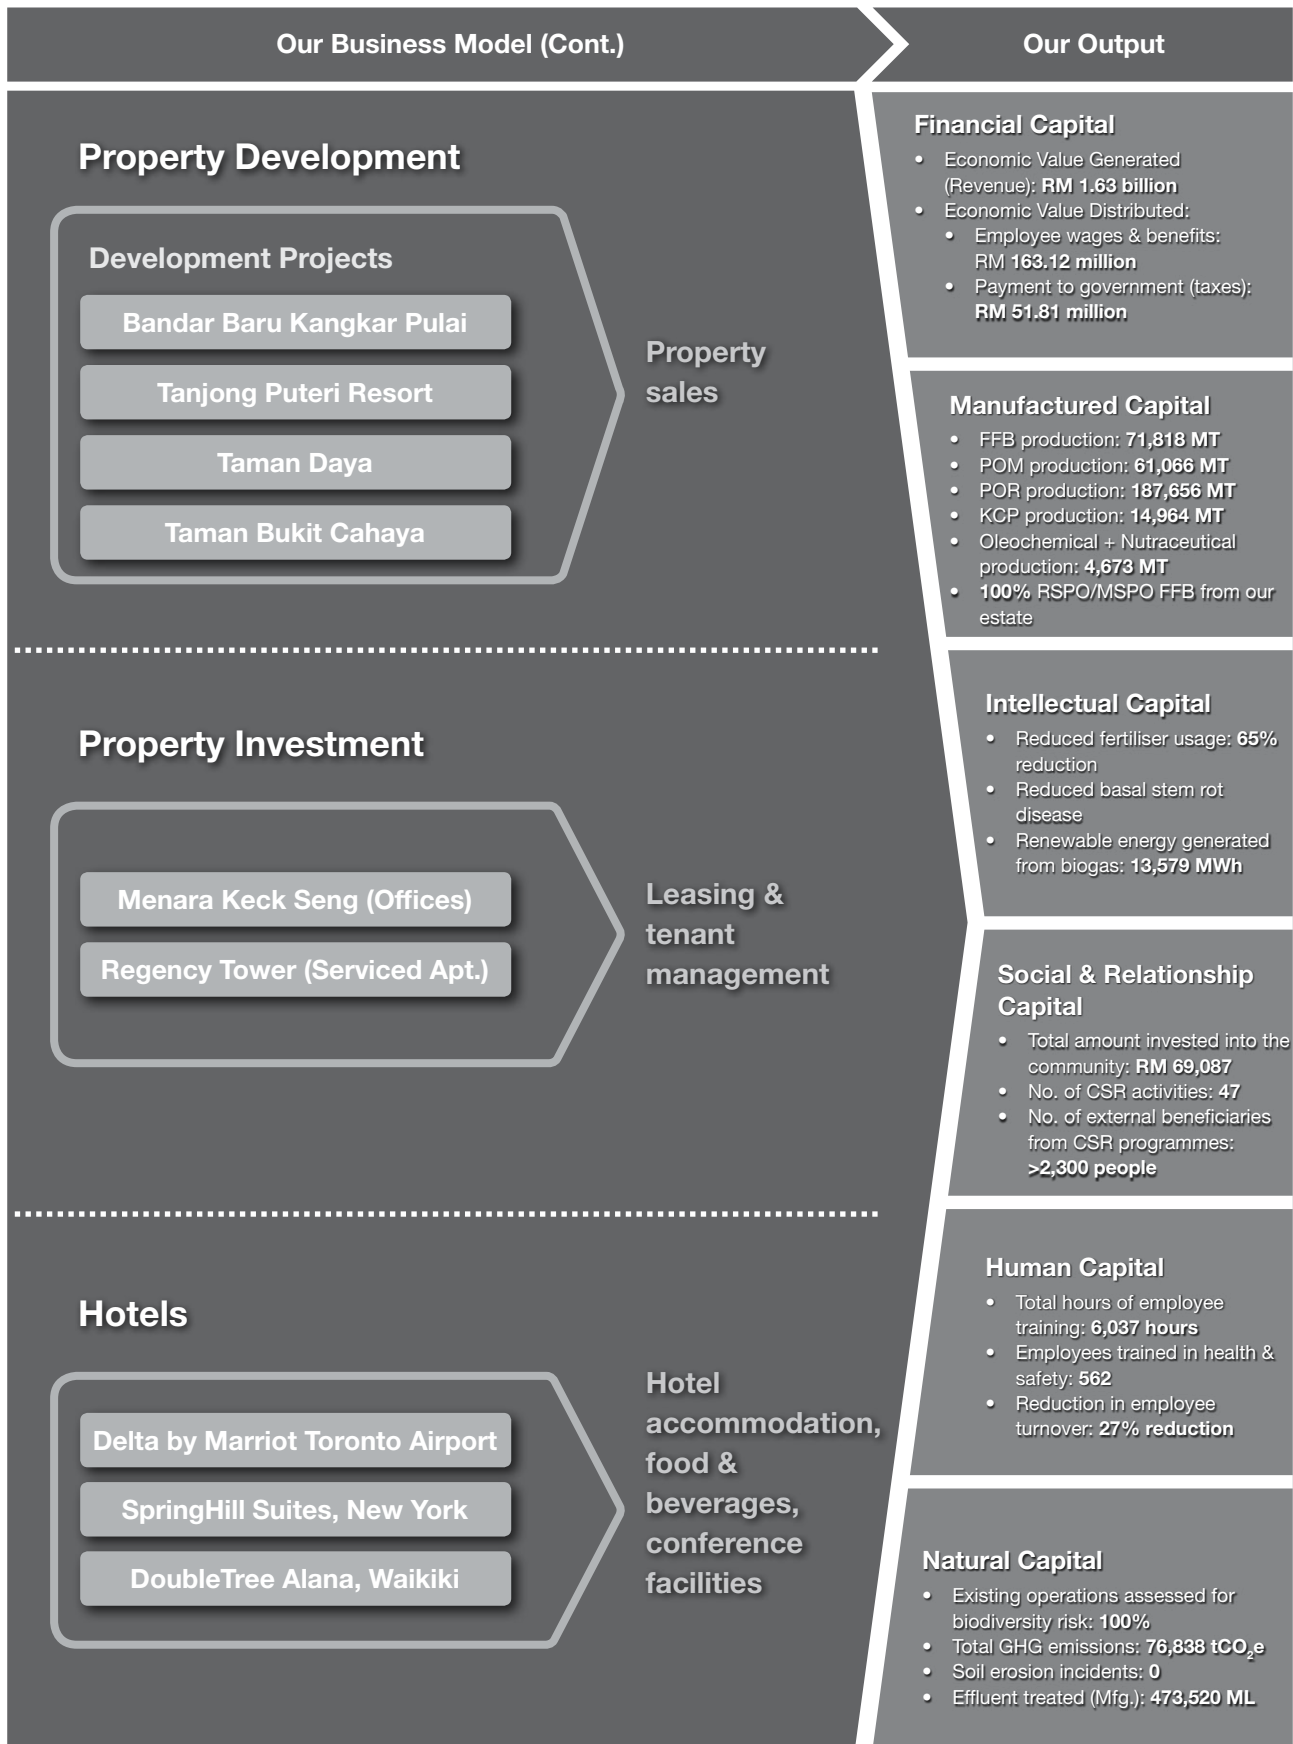 Our Business Model (Cont.)
Our Output
Property Development
Development Projects
Bandar Baru Kangkar Pulai
Tanjong Puteri Resort
Taman Daya
Taman Bukit Cahaya
Property
sales
Property Investment
Menara Keck Seng (Offices)
Regency Tower (Serviced Apt.)
Leasing &
tenant
management
Hotels
Delta by Marriot Toronto Airport
SpringHill Suites, New York
DoubleTree Alana, Waikiki
Hotel
accommodation,
food &
beverages,
conference
facilities
Financial Capital
• Economic Value Generated
(Revenue): RM 1.63 billion
• Economic Value Distributed:
• Employee wages & benefits:
RM 163.12 million
• Payment to government (taxes):
RM 51.81 million
Manufactured Capital
• FFB production: 71,818 MT
• POM production: 61,066 MT
• POR production: 187,656 MT
• KCP production: 14,964 MT
• Oleochemical + Nutraceutical
production: 4,673 MT
• 100% RSPO/MSPO FFB from our
estate
Intellectual Capital
• Reduced fertiliser usage: 65%
reduction
• Reduced basal stem rot
disease
• Renewable energy generated
from biogas: 13,579 MWh
Social & Relationship
Capital
• Total amount invested into the
community: RM 69,087
• No. of CSR activities: 47
• No. of external beneficiaries
from CSR programmes:
>2,300 people
Human Capital
• Total hours of employee
training: 6,037 hours
• Employees trained in health &
safety: 562
• Reduction in employee
turnover: 27% reduction
Natural Capital
• Existing operations assessed for
biodiversity risk: 100%
• Total GHG emissions: 76,838 tCO₂e
• Soil erosion incidents: 0
• Effluent treated (Mfg.): 473,520 ML